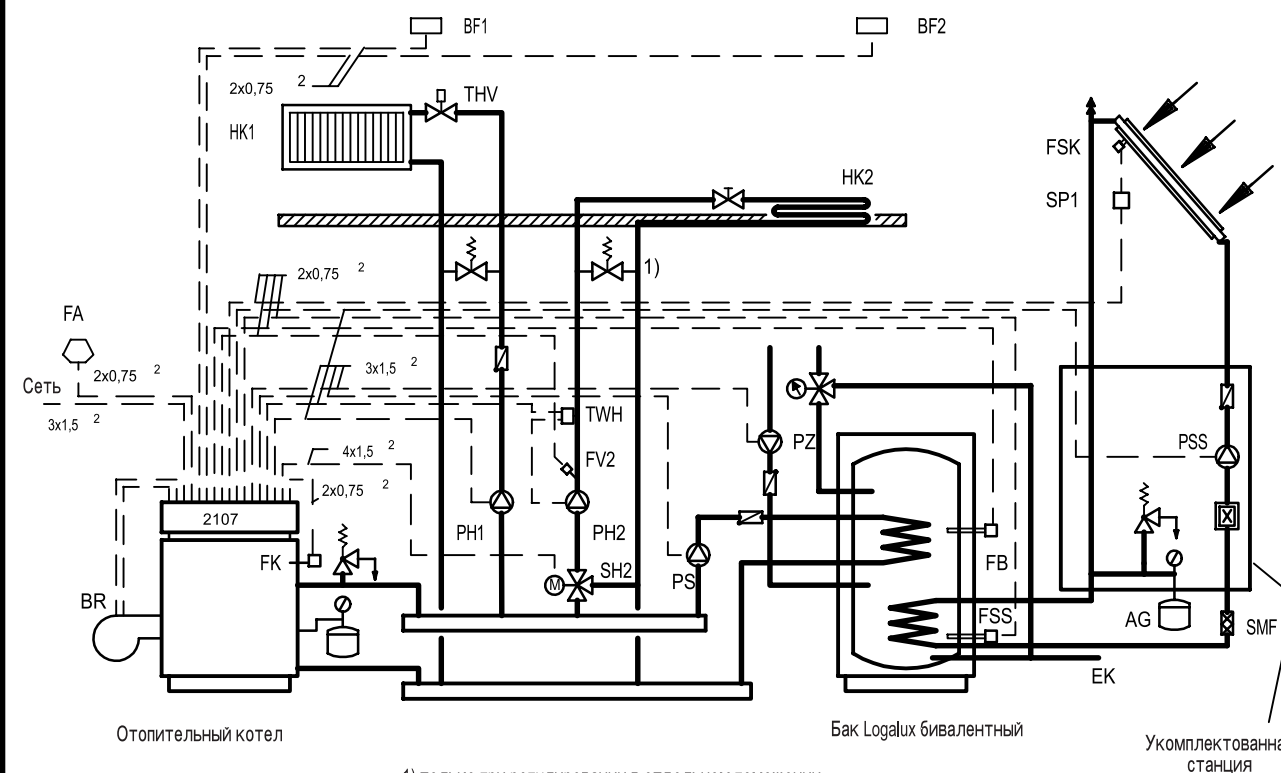 BF1
BF2
2x0,75 2
THV
HK1
FSK
HK2
SP1
1)
2x0,75 2
FA
2x0,75 2
3x1,5 2
Сеть
3x1,5 2
TWH
4x1,5 2
PZ
PSS
FV2
2x0,75 2
2107
PH1
PH2
FK
M
SH2
PS
FB
BR
FSS
AG
SMF
EK
Отопительный котел
Бак Logalux бивалентный
Укомплектованна
станция